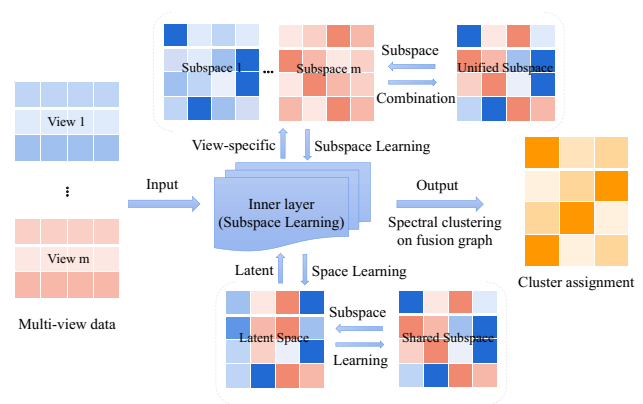 Subspace 1
...
Subspace m
Subspace
Combination
Unified Subspace
View 1
...
View m
Multi-view data
Input
View-specific
Subspace Learning
Inner layer
(Subspace Learning)
Output
Spectral clustering
on fusion graph
Cluster assignment
Latent
Space Learning
Latent Space
Subspace
Learning
Shared Subspace